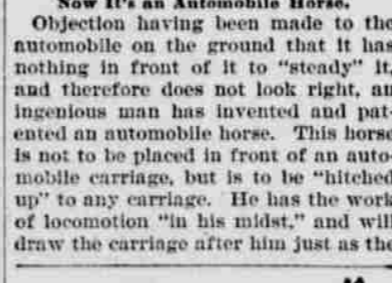 Now It's an Automobile Horse.
Objection having been made to the
automobile on the ground that it has
nothing in front of it to "steady" it,
and therefore does not look right, an
ingenious man has invented and pat-
ented an automobile horse. This horse
is not to be placed in front of an auto-
mobile carriage, but is to be "hitched
up" to any carriage. He has the work
of locomotion "in his midst," and will
draw the carriage after him just as the